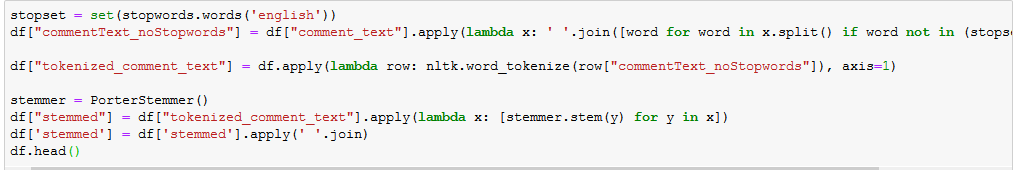 stopset = set(stopwords.words('english'))
df["commentText_noStopwords"] = df["comment_text"].apply(lambda x: ' '.join([word for word in x.split() if word not in (stops
df["tokenized_comment_text"] = df.apply(lambda row: nltk.word_tokenize(row["commentText_noStopwords"]), axis=1)
stemmer = PorterStemmer()
df["stemmed"] = df["tokenized_comment_text"].apply(lambda x: [stemmer.stem(y) for y in x])
df['stemmed'] = df['stemmed'].apply(' '.join)
df.head()